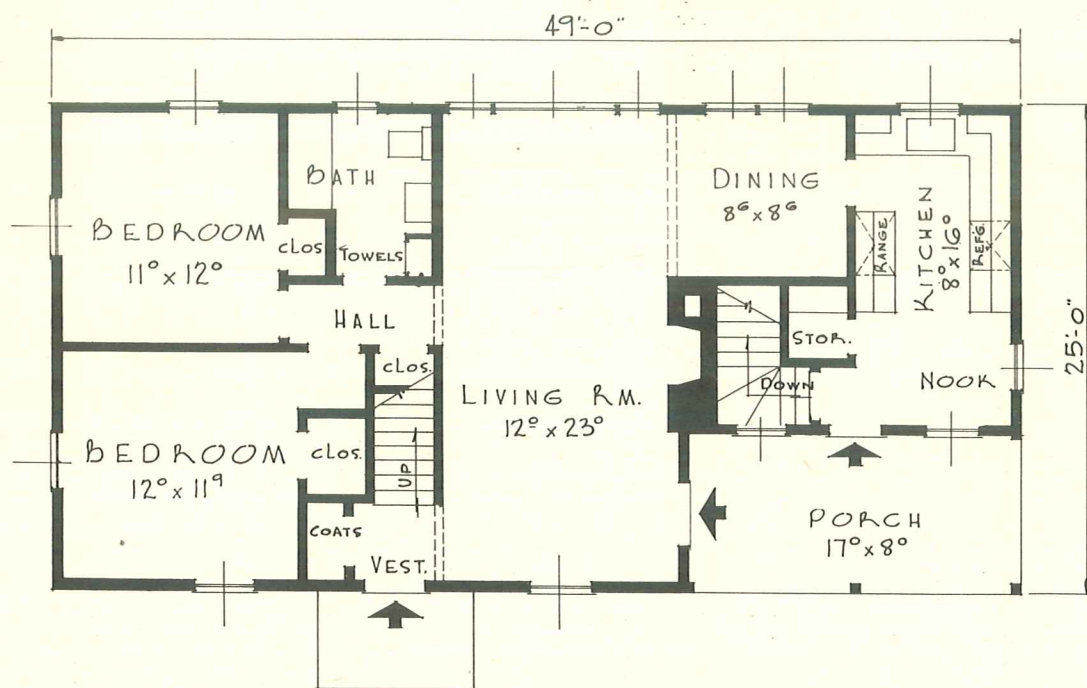 49'-0"
BATH
DINING
8⁶ x 8⁶
BEDROOM
11⁰ x 12⁰
CLOS.
TOWELS
RANGE
KITCHEN
8⁰ x 16⁰
REFG.
HALL
STOR.
CLOS.
DOWN
NOOK
25'-0"
LIVING RM.
12⁰ x 23⁰
BEDROOM
12⁰ x 11⁹
CLOS.
UP
COATS
VEST.
PORCH
17⁰ x 8⁰